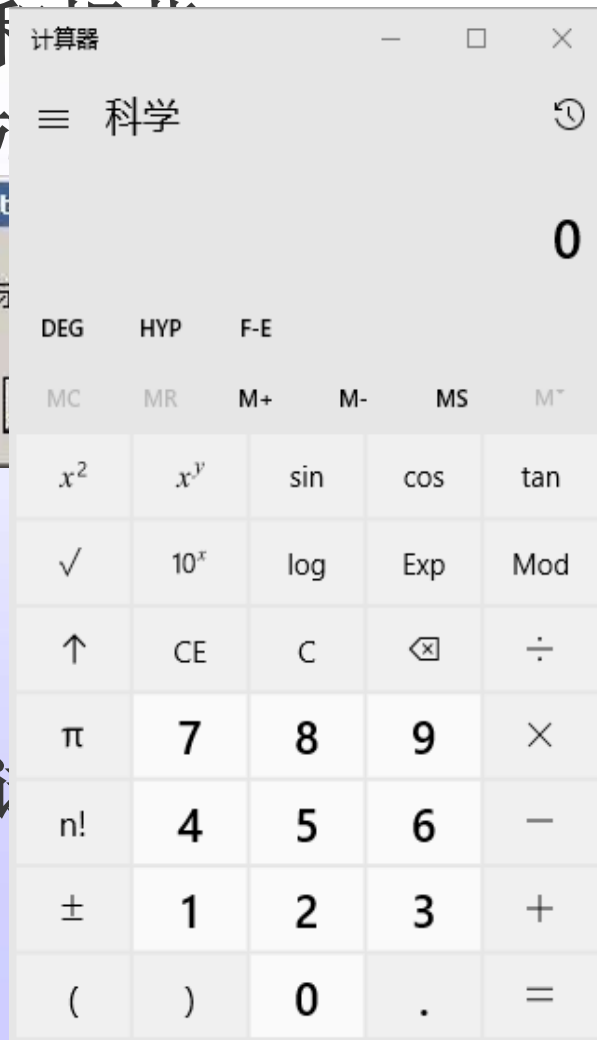 计算器
科学
0
DEG HYP F-E
MC MR M+ M- MS M˅
x² xʸ sin cos tan
√ 10ˣ log Exp Mod
↑ CE C ⌫ ÷
π 7 8 9 ×
n! 4 5 6 −
± 1 2 3 +
( ) 0 . =